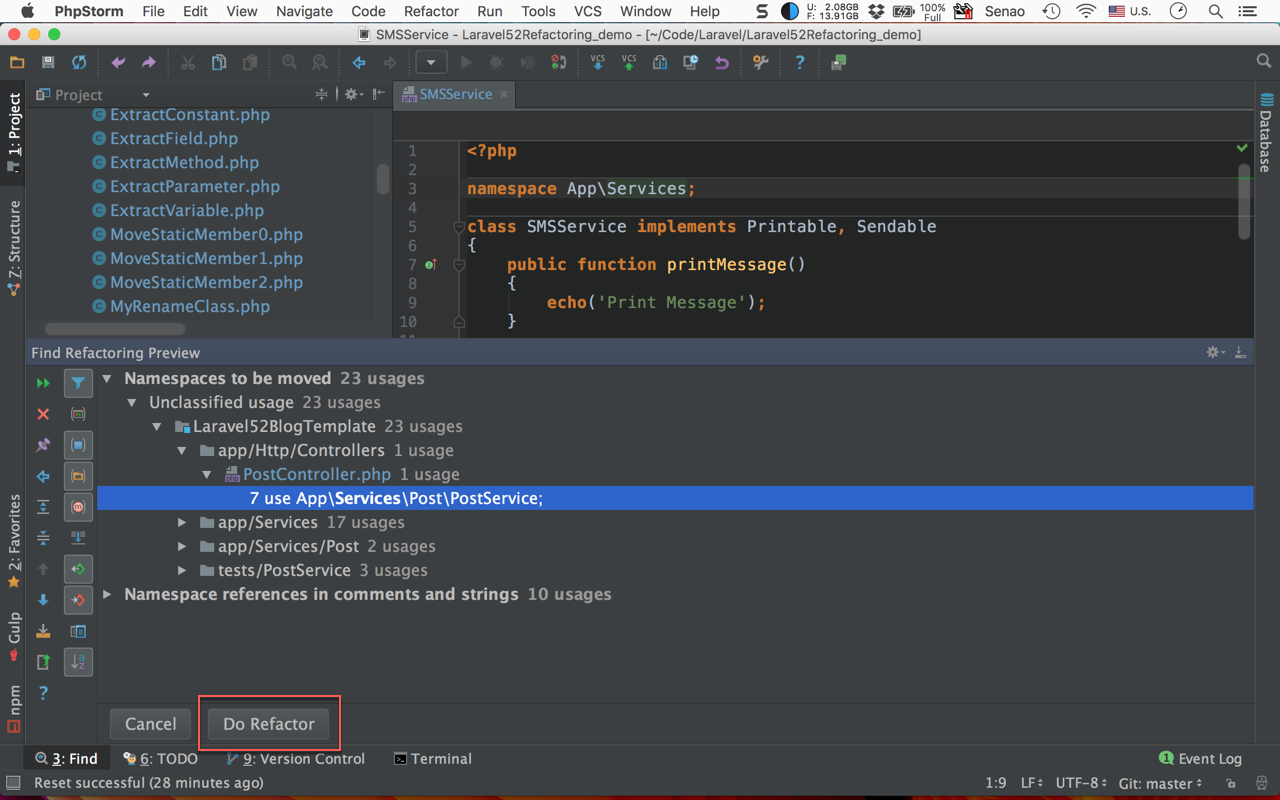 PhpStorm File Edit View Navigate Code Refactor Run Tools VCS Window Help S U: 2.08GB F: 13.91GB 100% Full Senao U.S.
SMSService - Laravel52Refactoring_demo - [~/Code/Laravel/Laravel52Refactoring_demo]
VCS VCS ?
1: Project
Z: Structure
2: Favorites
Gulp
npm
Project
ExtractConstant.php
ExtractField.php
ExtractMethod.php
ExtractParameter.php
ExtractVariable.php
MoveStaticMember0.php
MoveStaticMember1.php
MoveStaticMember2.php
MyRenameClass.php
SMSService
1 <?php
2
3 namespace App\Services;
4
5 class SMSService implements Printable, Sendable
6 {
7 public function printMessage()
8 {
9 echo('Print Message');
10 }
Database
Find Refactoring Preview
Namespaces to be moved 23 usages
Unclassified usage 23 usages
Laravel52BlogTemplate 23 usages
app/Http/Controllers 1 usage
PostController.php 1 usage
7 use App\Services\Post\PostService;
app/Services 17 usages
app/Services/Post 2 usages
tests/PostService 3 usages
Namespace references in comments and strings 10 usages
Cancel Do Refactor
3: Find 6: TODO 9: Version Control Terminal 1 Event Log
Reset successful (28 minutes ago) 1:9 LF UTF-8 Git: master